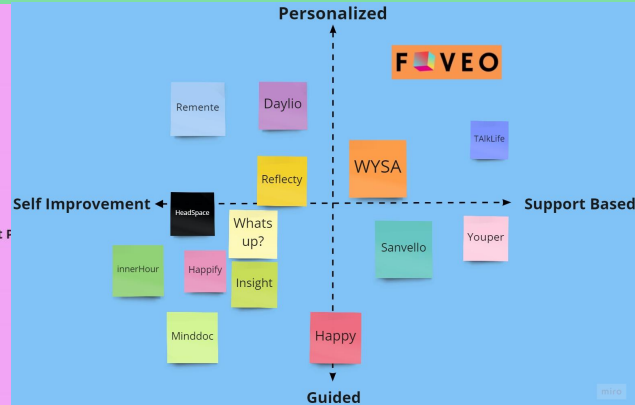 Personalized
FOVEO
Remente
Daylio
TAlkLife
WYSA
Reflecty
Self Improvement
Support Based
HeadSpace
Whats
up?
Youper
Sanvello
innerHour
Happify
Insight
Minddoc
Happy
Guided